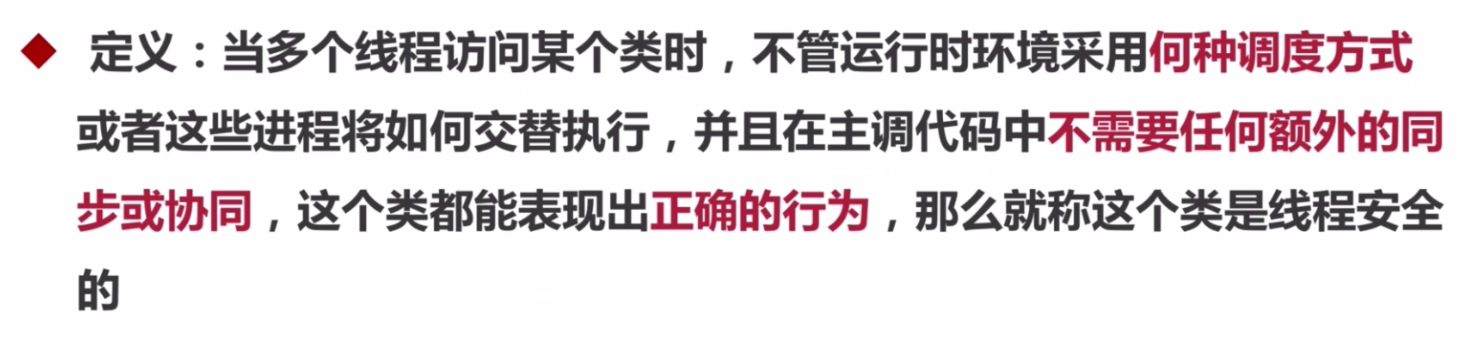 ◆ 定义：当多个线程访问某个类时，不管运行时环境采用何种调度方式
或者这些进程将如何交替执行，并且在主调代码中不需要任何额外的同
步或协同，这个类都能表现出正确的行为，那么就称这个类是线程安全
的